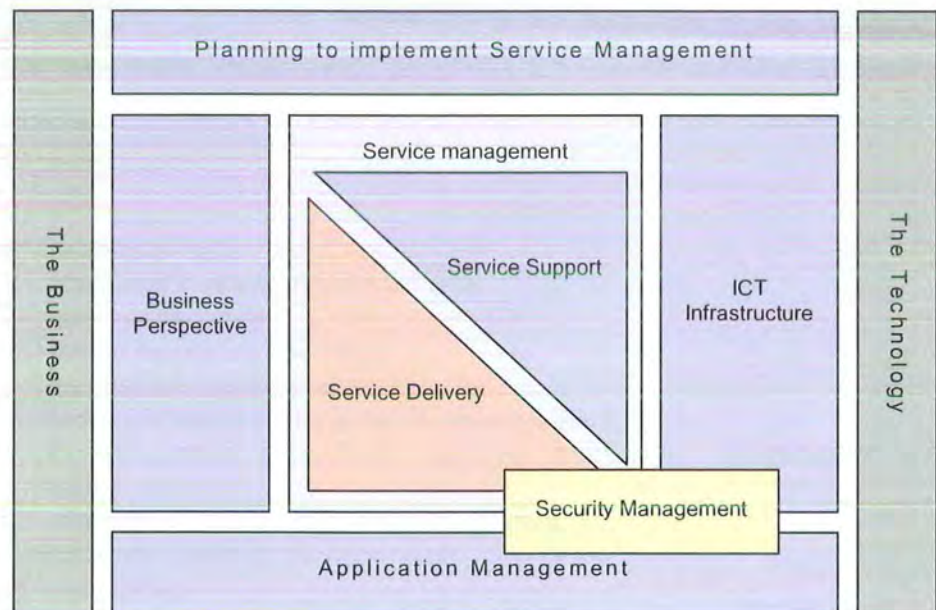 Planning to implement Service Management
The Business
Business
Perspective
Service management
Service Support
Service Delivery
ICT
Infrastructure
The Technology
Security Management
Application Management